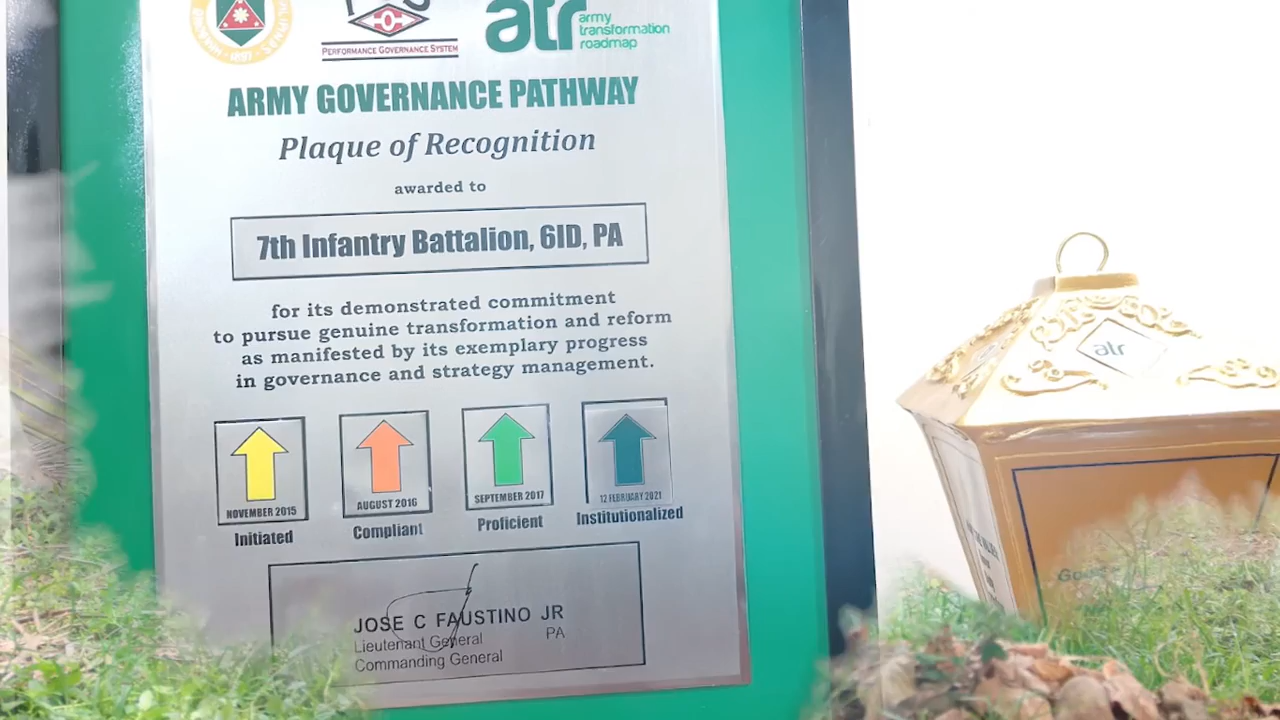 PERFORMANCE GOVERNANCE SYSTEM
atr army
transformation
roadmap
ARMY GOVERNANCE PATHWAY
Plaque of Recognition
awarded to
7th Infantry Battalion, 6ID, PA
for its demonstrated commitment
to pursue genuine transformation and reform
as manifested by its exemplary progress
in governance and strategy management.
NOVEMBER 2015
Initiated
AUGUST 2016
Compliant
SEPTEMBER 2017
Proficient
12 FEBRUARY 2021
Institutionalized
JOSE C FAUSTINO JR
Lieutenant General PA
Commanding General
atr